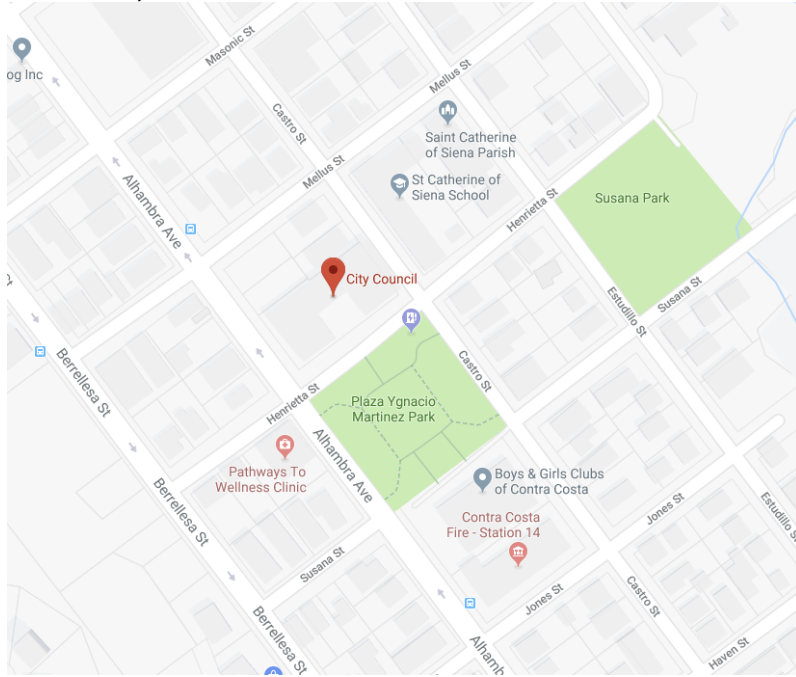 Masonic St
Mellus St
og Inc
Castro St
Saint Catherine
of Siena Parish
Mellus St
St Catherine of
Siena School
Alhambra Ave
Henrietta St
Susana Park
City Council
Susana St
Estudillo St
Berrellesa St
Castro St
Henrietta St
Plaza Ygnacio
Martinez Park
Alhambra Ave
Pathways To
Wellness Clinic
Boys & Girls Clubs
of Contra Costa
Berrellesa St
Jones St
Estudillo St
Contra Costa
Fire - Station 14
Susana St
Jones St
Castro St
Berrellesa St
Alhamb
Haven St